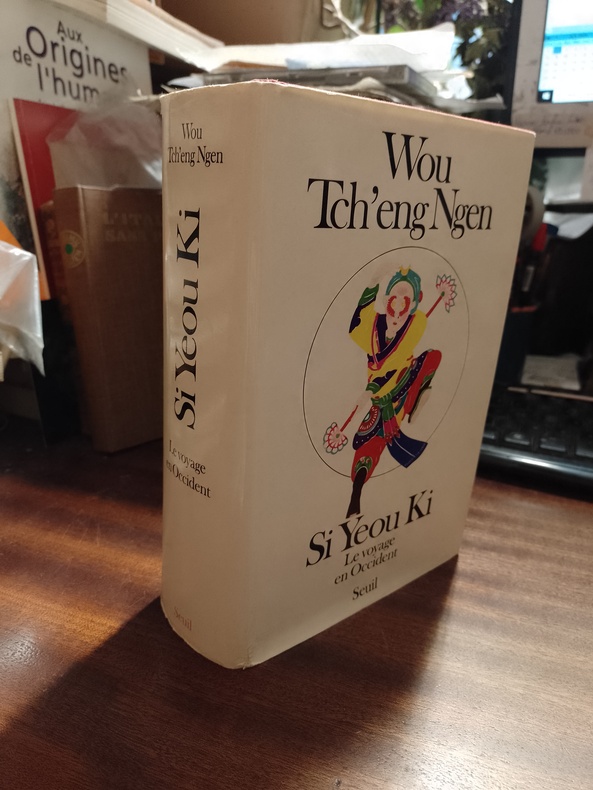 Aux
Origines
de l'hum
Wou
Tch'eng Ngen
Si Yeou Ki
Le voyage
en Occident
Seuil
Wou
Tch'eng Ngen
Si Yeou Ki
Le voyage
en Occident
Seuil